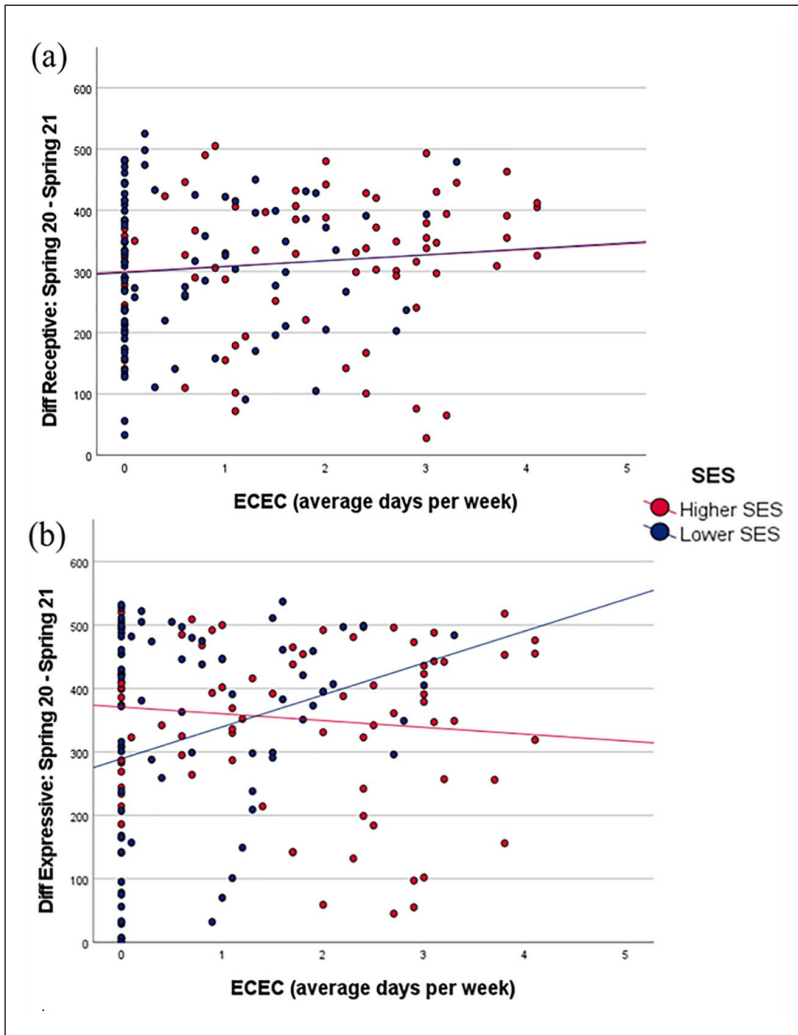 (a)
600
500
400
300
200
100
0
Diff Receptive: Spring 20 - Spring 21
0 1 2 3 4 5
ECEC (average days per week)
SES
Higher SES
Lower SES
(b)
600
500
400
300
200
100
0
Diff Expressive: Spring 20 - Spring 21
0 1 2 3 4 5
ECEC (average days per week)